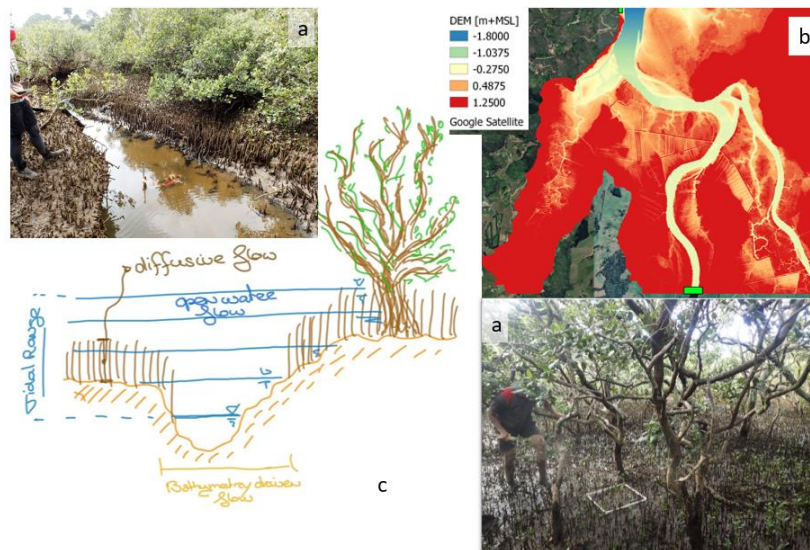 a
DEM [m+MSL]
-1.8000
-1.0375
-0.2750
0.4875
1.2500
Google Satellite
b
diffusive flow
open water
flow
Tidal Range
Bathymetry driven
flow
c
a